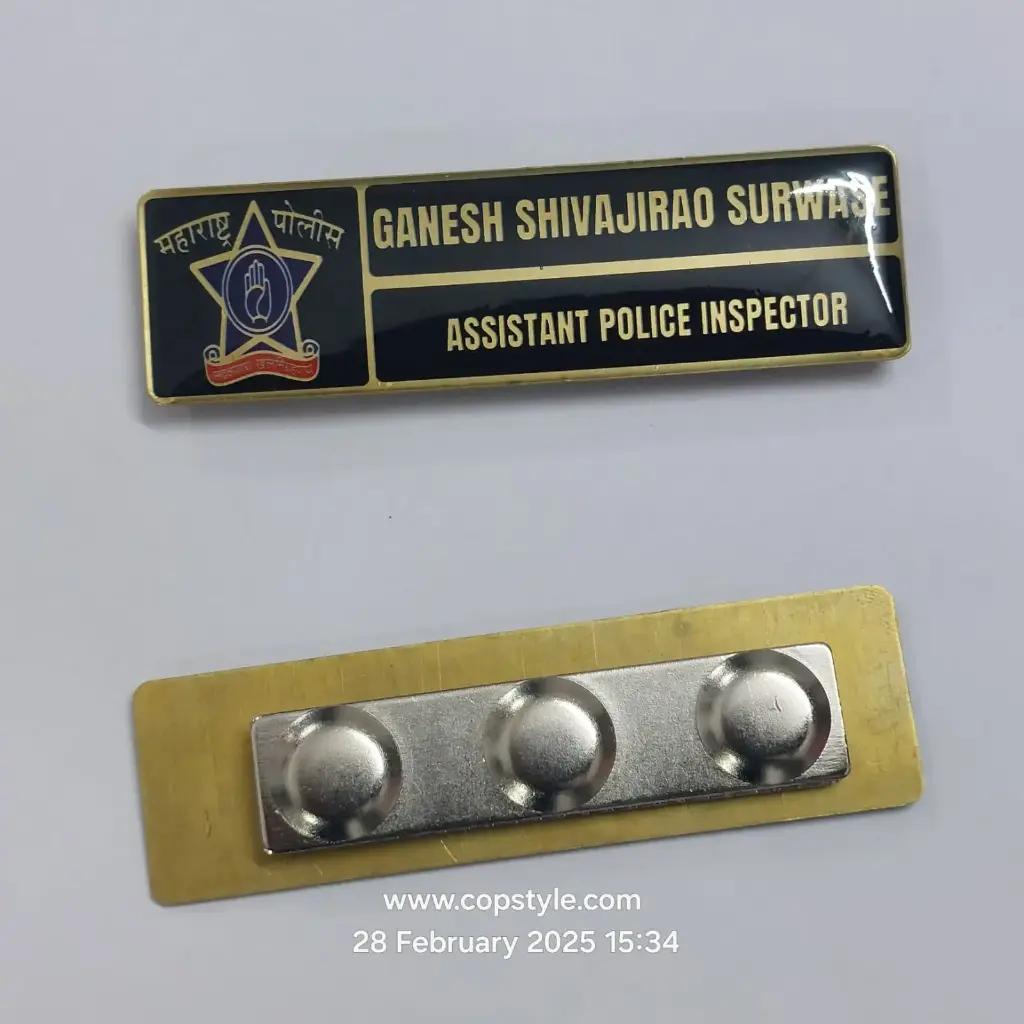 महाराष्ट्र पोलीस
GANESH SHIVAJIRAO SURWASE
ASSISTANT POLICE INSPECTOR
www.copstyle.com
28 February 2025 15:34